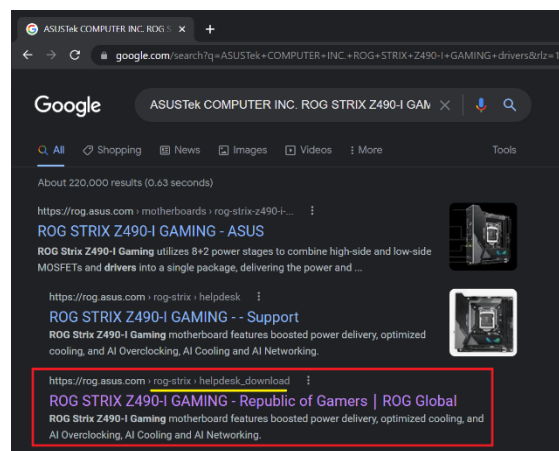 ASUSTek COMPUTER INC. ROG S
google.com/search?q=ASUSTek+COMPUTER+INC.+ROG+STRIX+Z490-I+GAMING+drivers&rlz=1
Google
ASUSTek COMPUTER INC. ROG STRIX Z490-I GAM
All Shopping News Images Videos More Tools
About 220,000 results (0.63 seconds)
https://rog.asus.com › motherboards › rog-strix-z490-i-...
ROG STRIX Z490-I GAMING - ASUS
ROG Strix Z490-I Gaming utilizes 8+2 power stages to combine high-side and low-side
MOSFETs and drivers into a single package, delivering the power and ...
https://rog.asus.com › rog-strix › helpdesk
ROG STRIX Z490-I GAMING - - Support
ROG Strix Z490-I Gaming motherboard features boosted power delivery, optimized
cooling, and AI Overclocking, AI Cooling and AI Networking.
https://rog.asus.com › rog-strix › helpdesk_download
ROG STRIX Z490-I GAMING - Republic of Gamers | ROG Global
ROG Strix Z490-I Gaming motherboard features boosted power delivery, optimized cooling, and
AI Overclocking, AI Cooling and AI Networking.